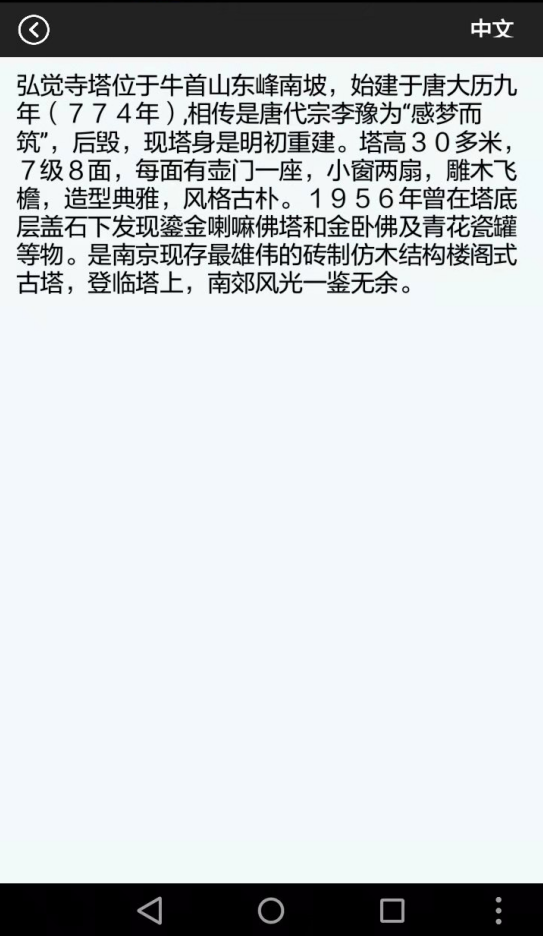 中文
弘觉寺塔位于牛首山东峰南坡，始建于唐大历九
年（７７４年）,相传是唐代宗李豫为“感梦而
筑”，后毁，现塔身是明初重建。塔高３０多米，
７级８面，每面有壶门一座，小窗两扇，雕木飞
檐，造型典雅，风格古朴。１９５６年曾在塔底
层盖石下发现鎏金喇嘛佛塔和金卧佛及青花瓷罐
等物。是南京现存最雄伟的砖制仿木结构楼阁式
古塔，登临塔上，南郊风光一鉴无余。